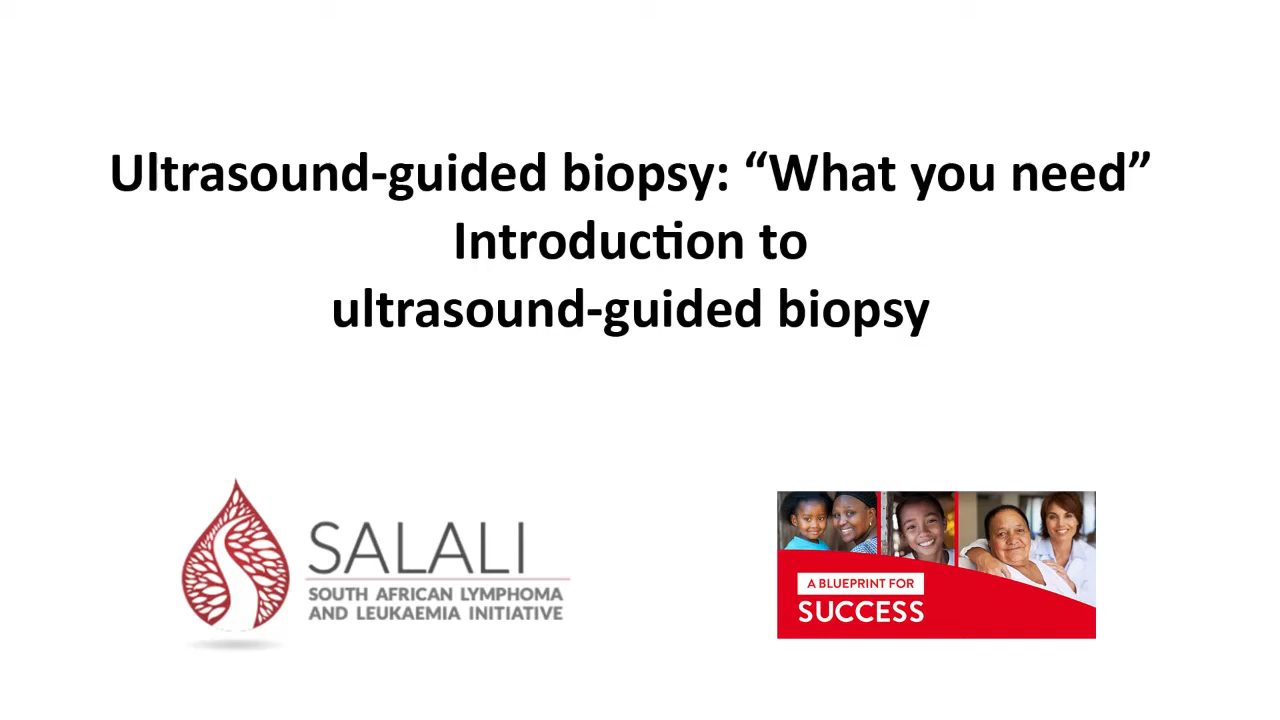 Ultrasound-guided biopsy: “What you need”
Introduction to
ultrasound-guided biopsy
SALALI
SOUTH AFRICAN LYMPHOMA
AND LEUKAEMIA INITIATIVE
A BLUEPRINT FOR
SUCCESS